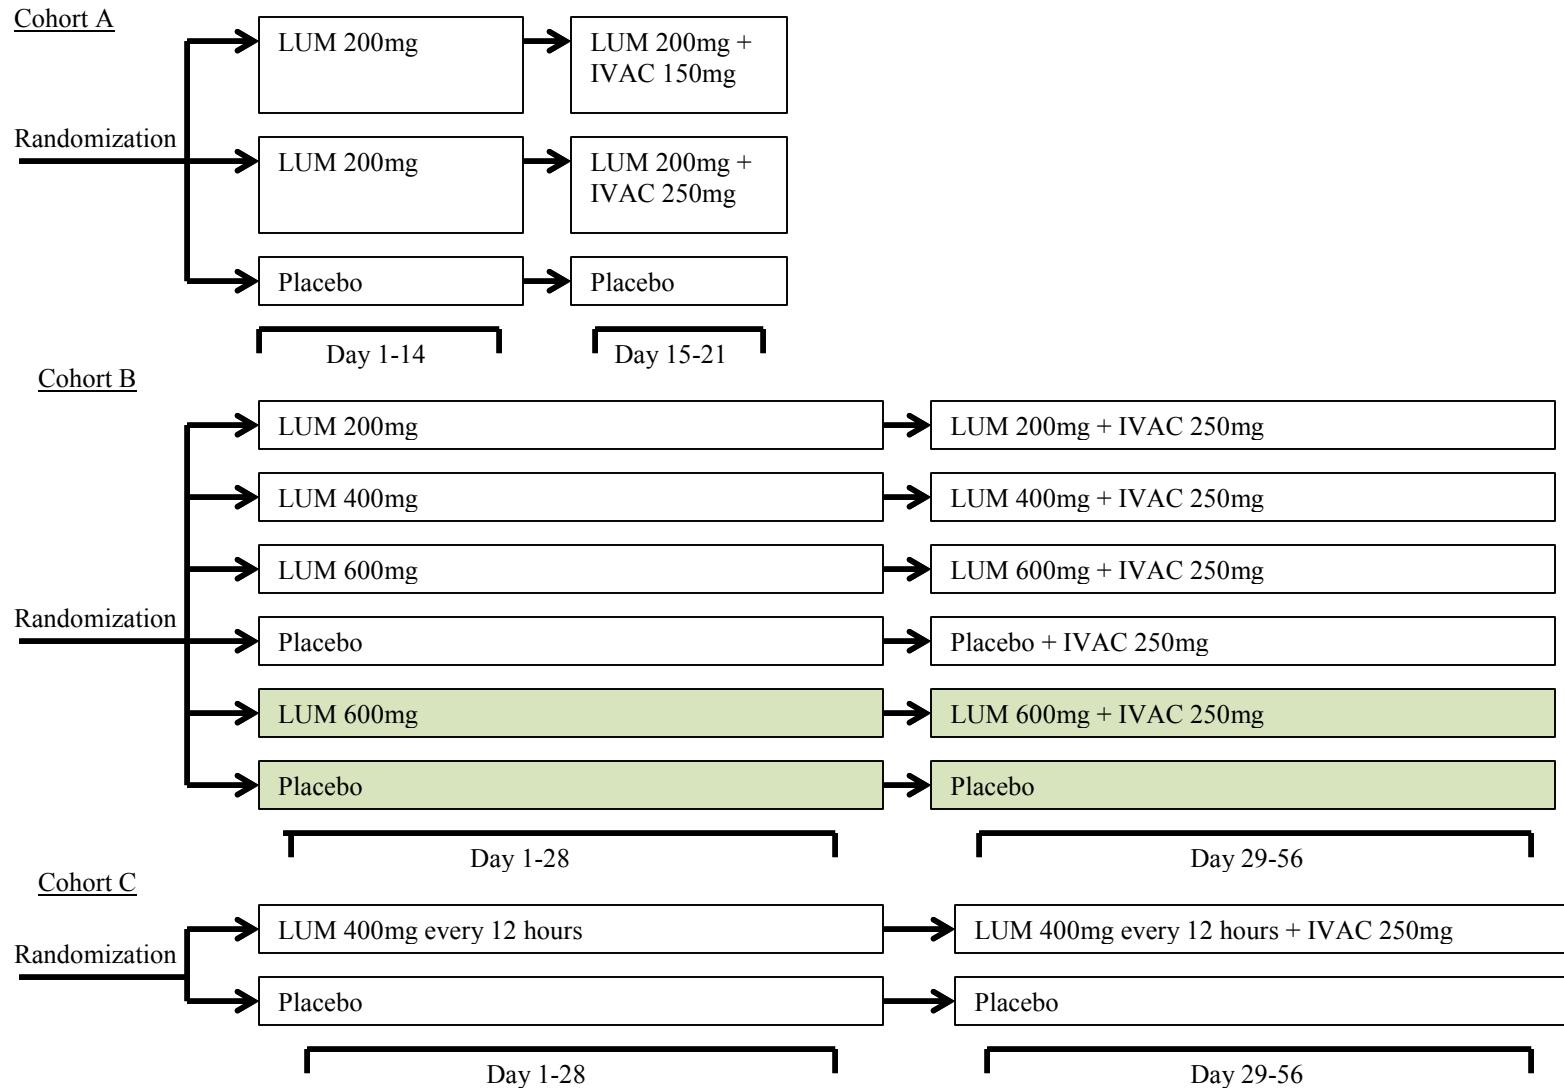 Cohort A
LUM 200mg
LUM 200mg +
IVAC 150mg
Randomization
LUM 200mg
LUM 200mg +
IVAC 250mg
Placebo
Placebo
Day 1-14
Day 15-21
Cohort B
LUM 200mg
LUM 200mg + IVAC 250mg
LUM 400mg
LUM 400mg + IVAC 250mg
LUM 600mg
LUM 600mg + IVAC 250mg
Randomization
Placebo
Placebo + IVAC 250mg
LUM 600mg
LUM 600mg + IVAC 250mg
Placebo
Placebo
Day 1-28
Day 29-56
Cohort C
LUM 400mg every 12 hours
LUM 400mg every 12 hours + IVAC 250mg
Randomization
Placebo
Placebo
Day 1-28
Day 29-56